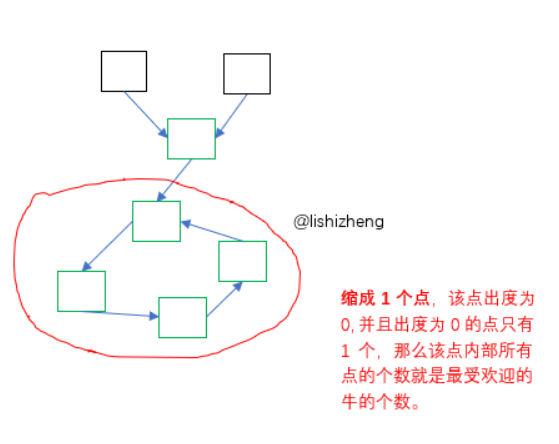 @lishizheng
缩成 1 个点，该点出度为
0, 并且出度为 0 的点只有
1 个，那么该点内部所有
点的个数就是最受欢迎的
牛的个数。